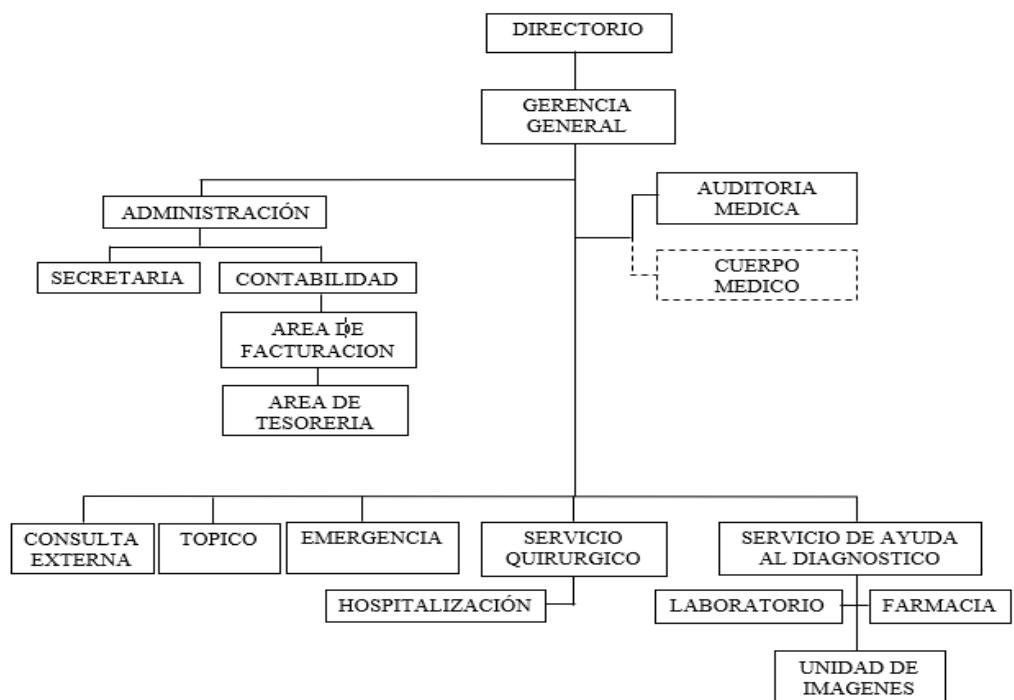 DIRECTORIO
GERENCIA
GENERAL
AUDITORIA
MEDICA
ADMINISTRACIÓN
CUERPO
MEDICO
SECRETARIA
CONTABILIDAD
AREA DE
FACTURACION
AREA DE
TESORERIA
CONSULTA
EXTERNA
TOPICO
EMERGENCIA
SERVICIO
QUIRURGICO
SERVICIO DE AYUDA
AL DIAGNOSTICO
HOSPITALIZACIÓN
LABORATORIO
FARMACIA
UNIDAD DE
IMAGENES